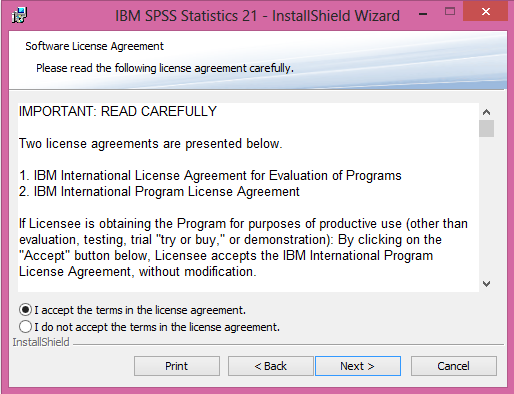 IBM SPSS Statistics 21 - InstallShield Wizard
Software License Agreement
Please read the following license agreement carefully.
IMPORTANT: READ CAREFULLY
Two license agreements are presented below.
1. IBM International License Agreement for Evaluation of Programs
2. IBM International Program License Agreement
If Licensee is obtaining the Program for purposes of productive use (other than
evaluation, testing, trial "try or buy," or demonstration): By clicking on the
"Accept" button below, Licensee accepts the IBM International Program
License Agreement, without modification.
I accept the terms in the license agreement.
I do not accept the terms in the license agreement.
InstallShield
Print
< Back
Next >
Cancel